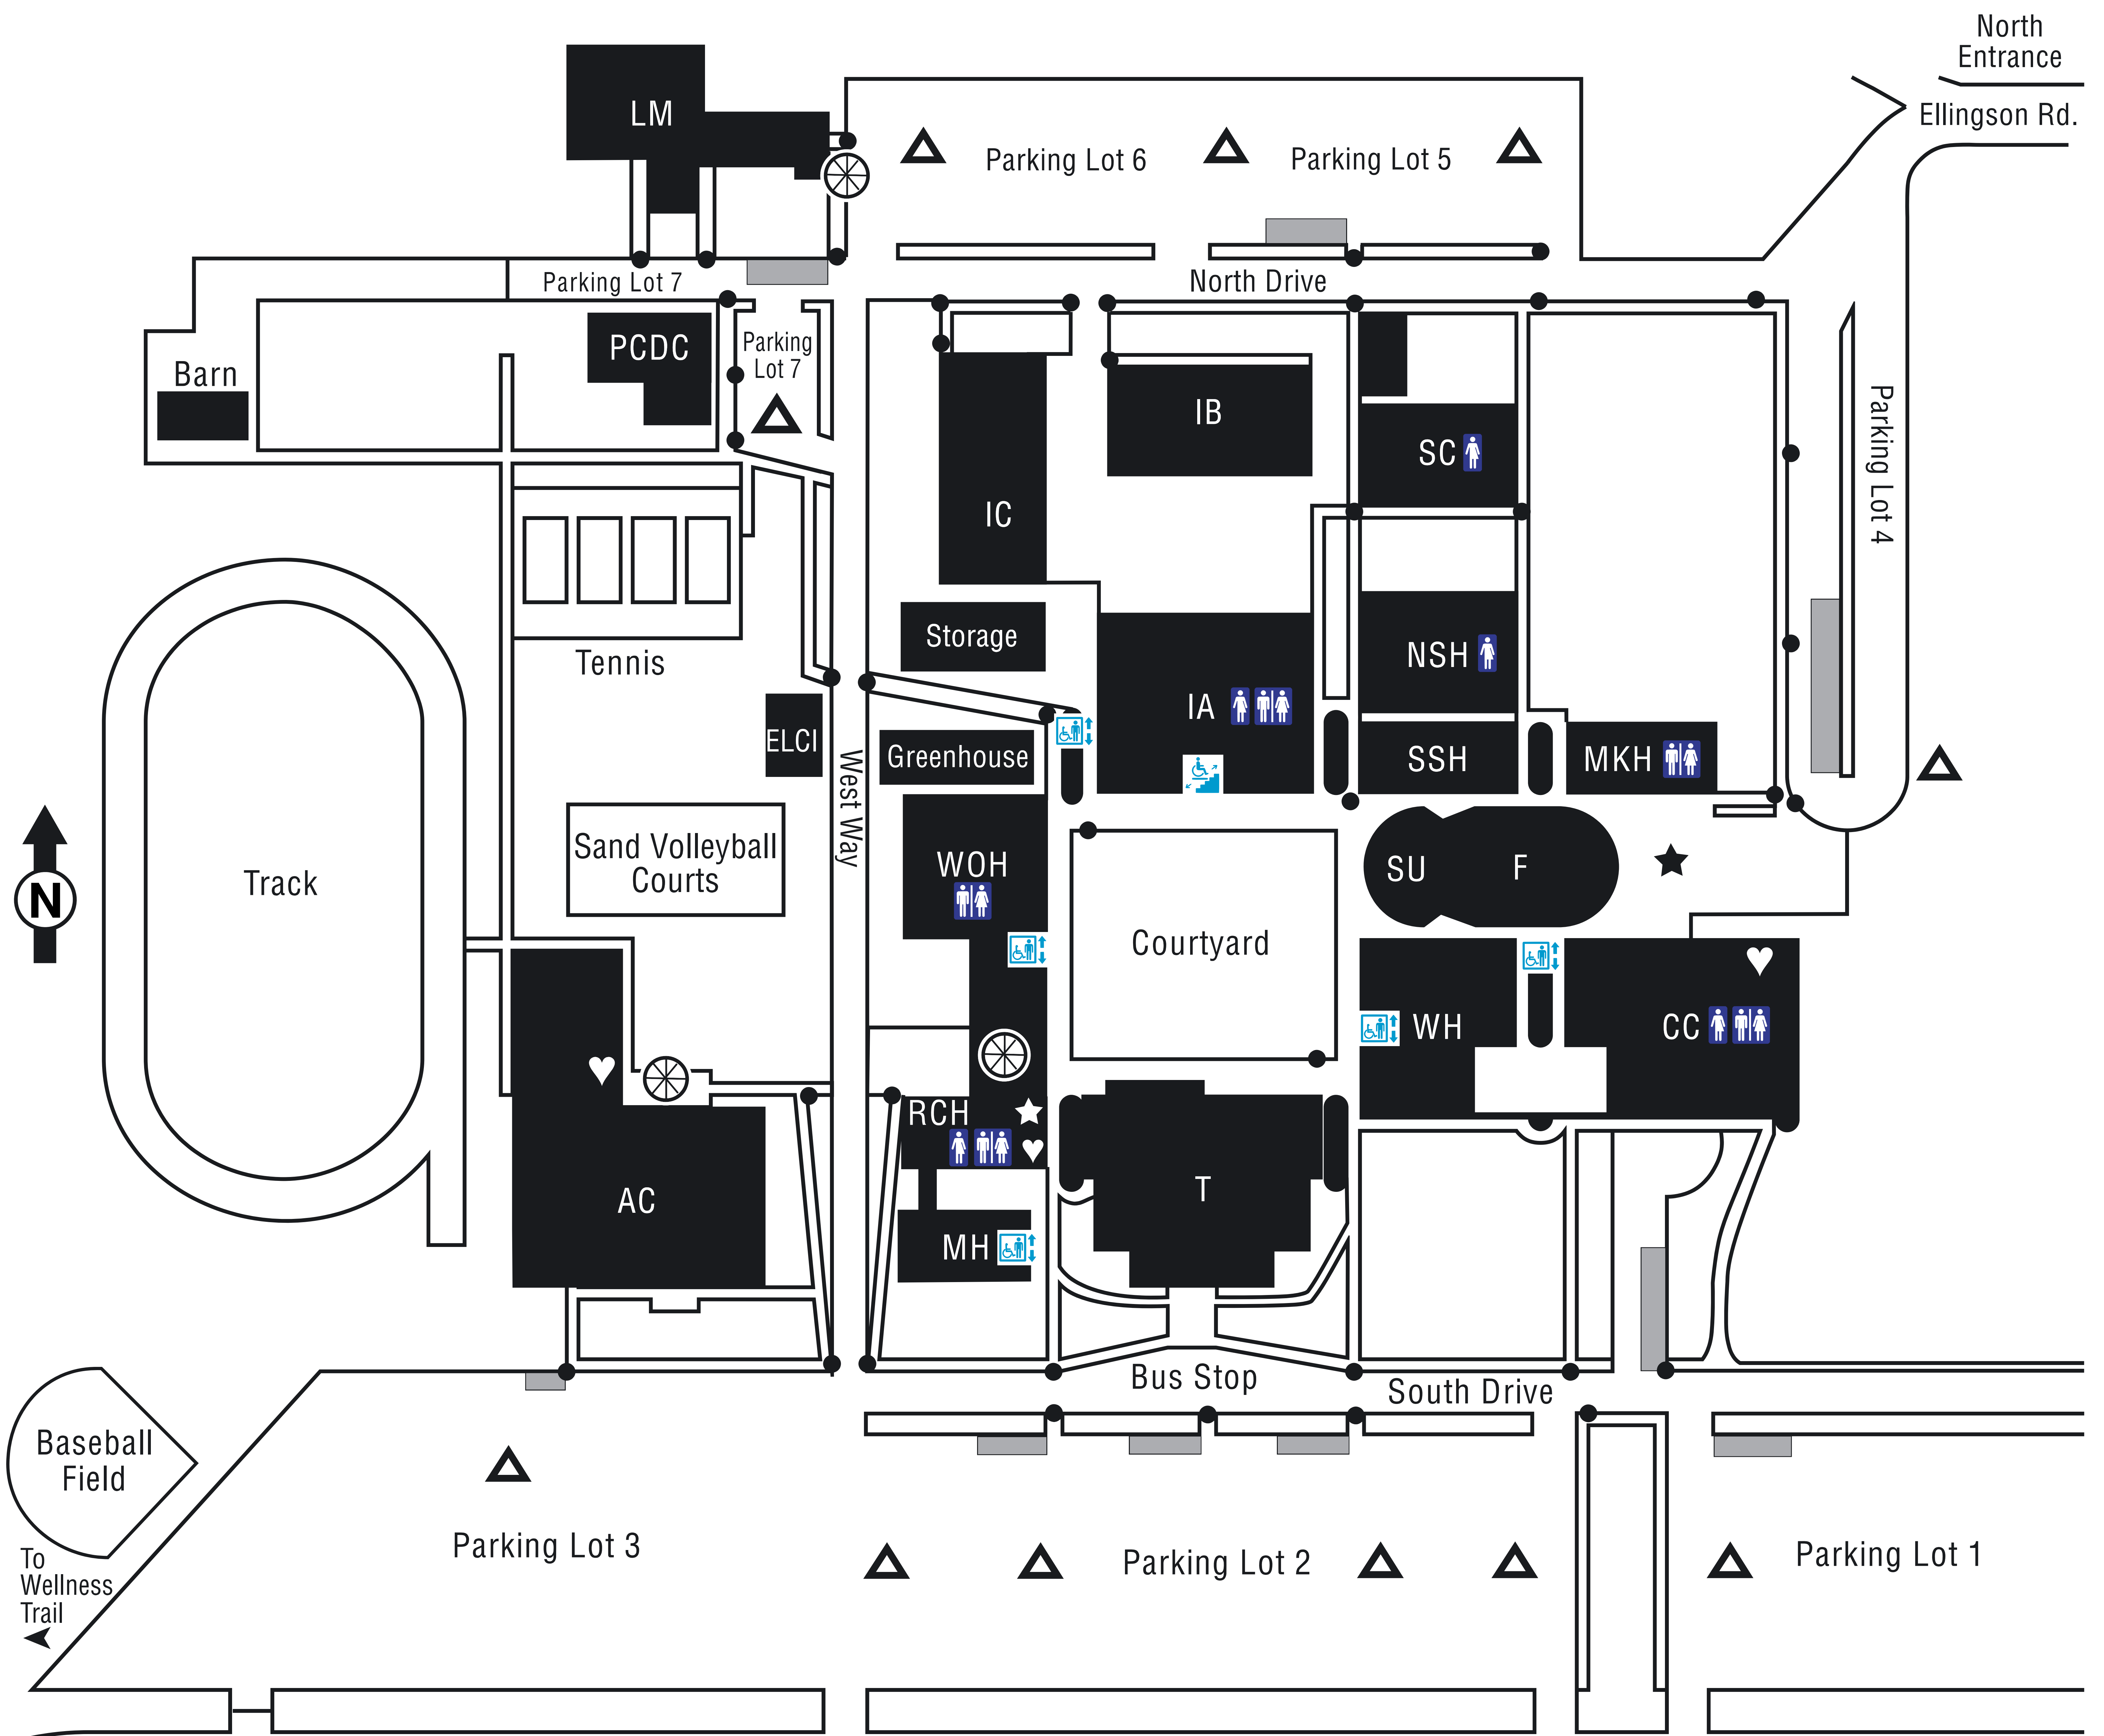 North
Entrance
Ellingson Rd.
LM
Parking Lot 6
Parking Lot 5
Parking Lot 7
North Drive
PCDC
Parking
Lot 7
Barn
IB
SC
Parking Lot 4
IC
Storage
NSH
Tennis
IA
ELCI
Greenhouse
SSH
MKH
West Way
Sand Volleyball
Courts
WOH
SU
F
Track
N
Courtyard
WH
CC
RCH
AC
T
MH
Bus Stop
South Drive
Baseball
Field
Parking Lot 3
Parking Lot 2
Parking Lot 1
To
Wellness
Trail